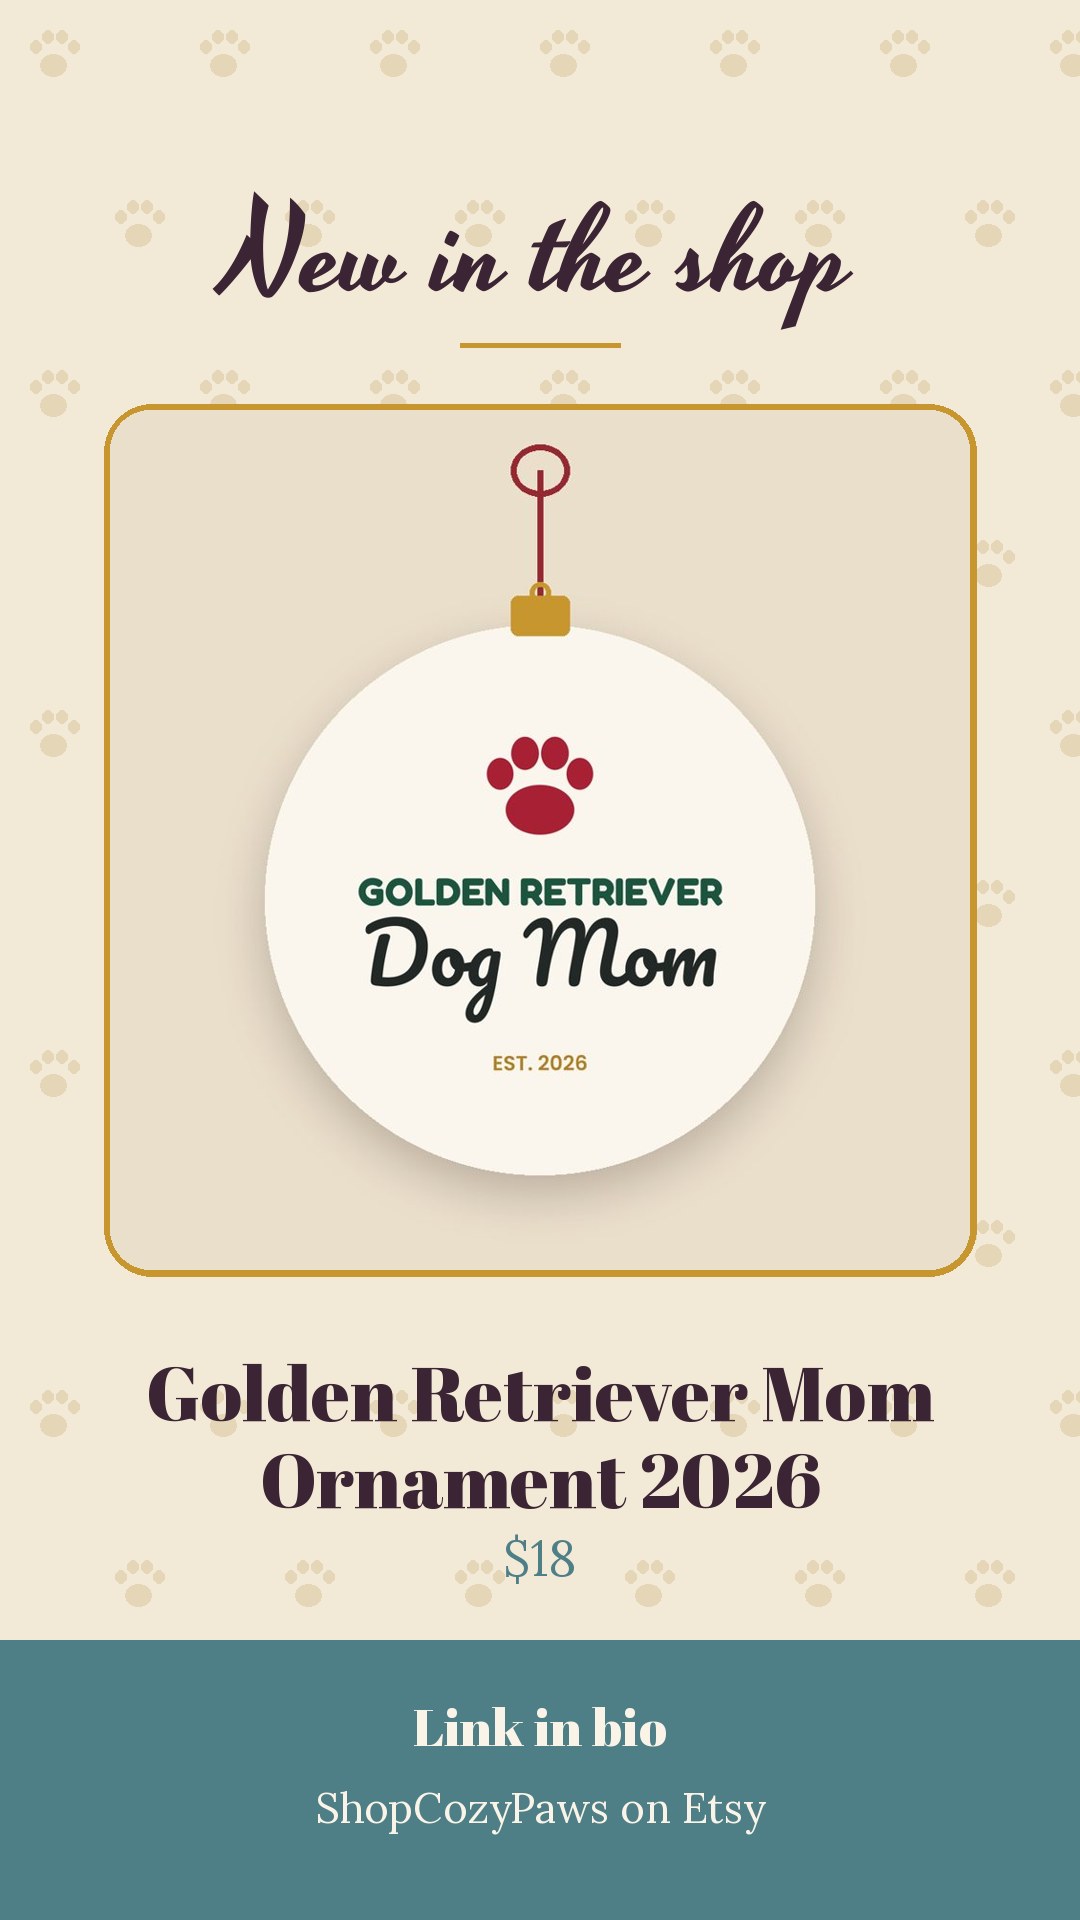 New in the shop
GOLDEN RETRIEVER
Dog Mom
EST. 2026
Golden Retriever Mom
Ornament 2026
$18
Link in bio
ShopCozyPaws on Etsy